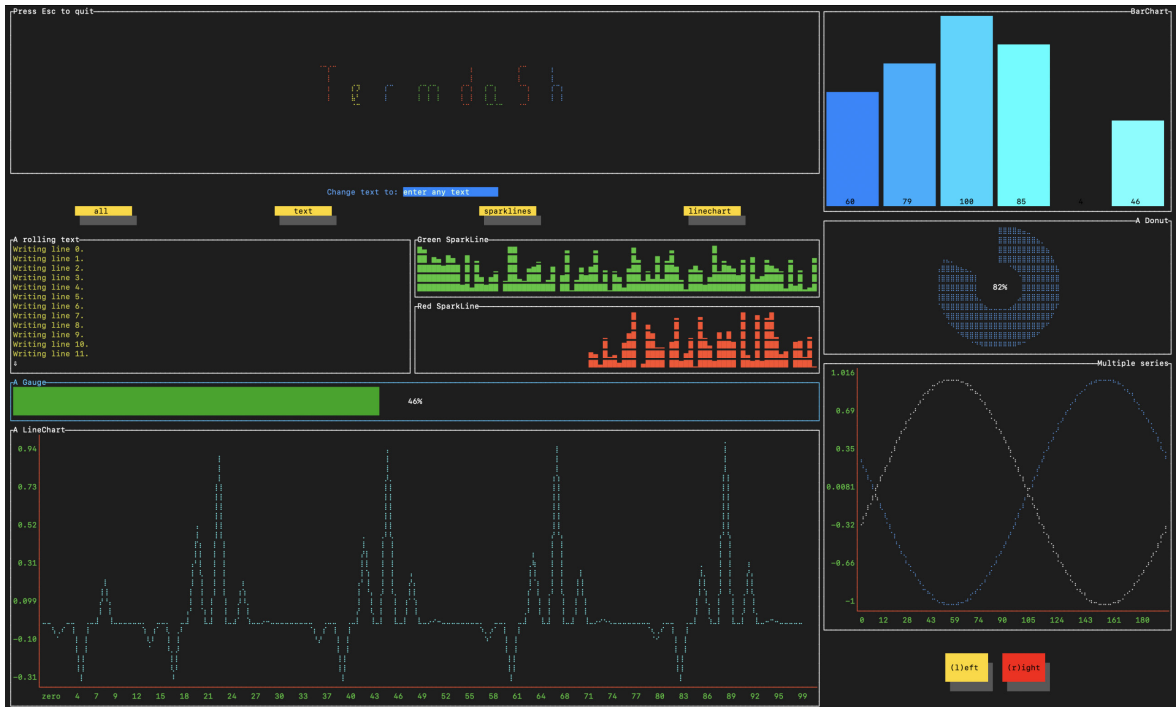 Press Esc to quit
TermdaSh
Change text to: enter any text
all text sparklines linechart
A rolling text
Writing line 0.
Writing line 1.
Writing line 2.
Writing line 3.
Writing line 4.
Writing line 5.
Writing line 6.
Writing line 7.
Writing line 8.
Writing line 9.
Writing line 10.
Writing line 11.
⇩
Green SparkLine
Red SparkLine
A Gauge
46%
A LineChart
0.94
0.73
0.52
0.31
0.099
-0.10
-0.31
zero 4 7 9 12 15 18 21 24 27 30 34 37 40 43 46 49 52 55 58 61 64 68 71 74 77 80 83 86 89 92 95 99
BarChart
60 79 100 85 6 46
A Donut
82%
Multiple series
1.016
0.69
0.35
0.0081
-0.32
-0.66
-1
0 12 28 43 59 74 90 105 124 143 161 180
(l)eft (r)ight